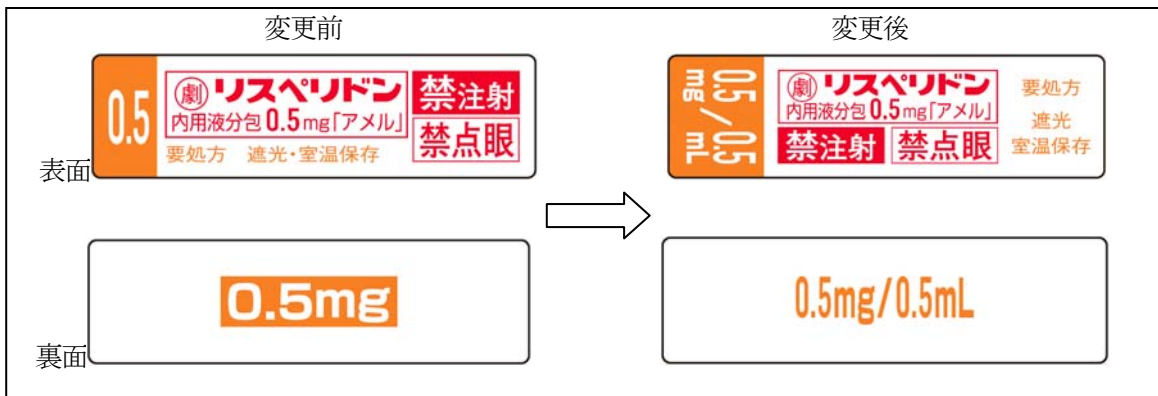 変更前
0.5
劇 リスペリドン
内用液分包 0.5mg「アメル」
要処方 遮光・室温保存
禁注射
禁点眼
表面
0.5mg
裏面
変更後
0.5mg/0.5mL
劇 リスペリドン
内用液分包 0.5mg「アメル」
禁注射 禁点眼
要処方
遮光
室温保存
0.5mg/0.5mL